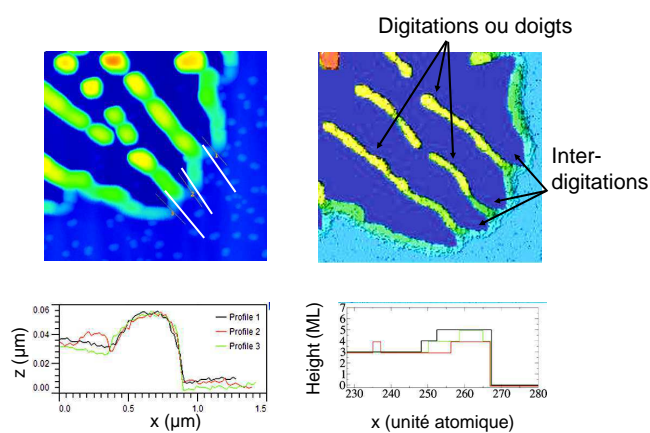 Digitations ou doigts
Inter-
digitations
z (µm)
0.06
0.04
0.02
0.00
Profile 1
Profile 2
Profile 3
0.0
0.5
1.0
1.5
x (µm)
Height (ML)
7
6
5
4
3
2
1
0
230
240
250
260
270
280
x (unité atomique)